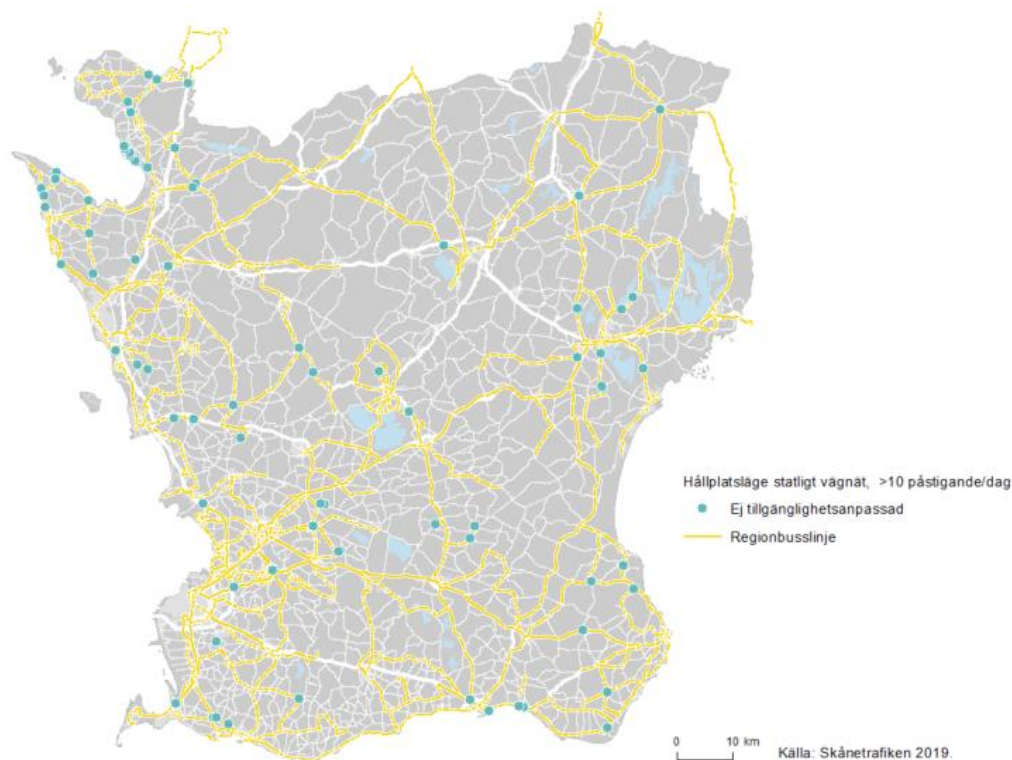 Hållplatsläge statligt vägnät, >10 påstigande/dag
Ej tillgänglighetsanpassad
Regionbusslinje
0 10 km
Källa: Skånetrafiken 2019.